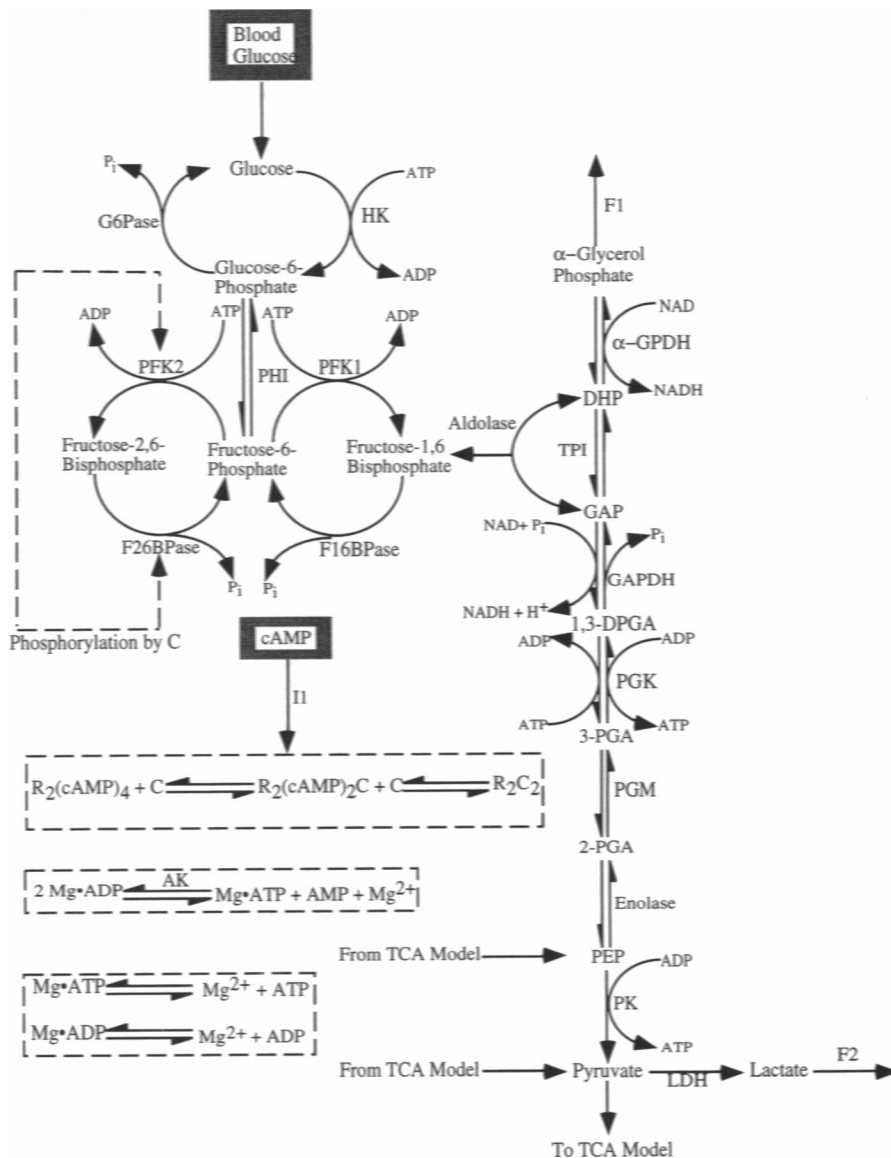 Blood
Glucose
Pi
Glucose
ATP
G6Pase
HK
F1
Glucose-6-
Phosphate
ADP
α–Glycerol
Phosphate
ADP
ATP
ATP
ADP
NAD
PFK2
PHI
PFK1
α–GPDH
NADH
DHP
Aldolase
Fructose-2,6-
Bisphosphate
Fructose-6-
Phosphate
Fructose-1,6
Bisphosphate
TPI
GAP
NAD+ Pi
Pi
F26BPase
F16BPase
GAPDH
Pi
Pi
NADH + H+
1,3-DPGA
Phosphorylation by C
cAMP
ADP
ADP
I1
PGK
ATP
ATP
3-PGA
R2(cAMP)4 + C
R2(cAMP)2C + C
R2C2
PGM
2-PGA
2 Mg•ADP
AK
Mg•ATP + AMP + Mg2+
Enolase
From TCA Model
PEP
ADP
Mg•ATP
Mg2+ + ATP
PK
Mg•ADP
Mg2+ + ADP
ATP
From TCA Model
Pyruvate
LDH
Lactate
F2
To TCA Model